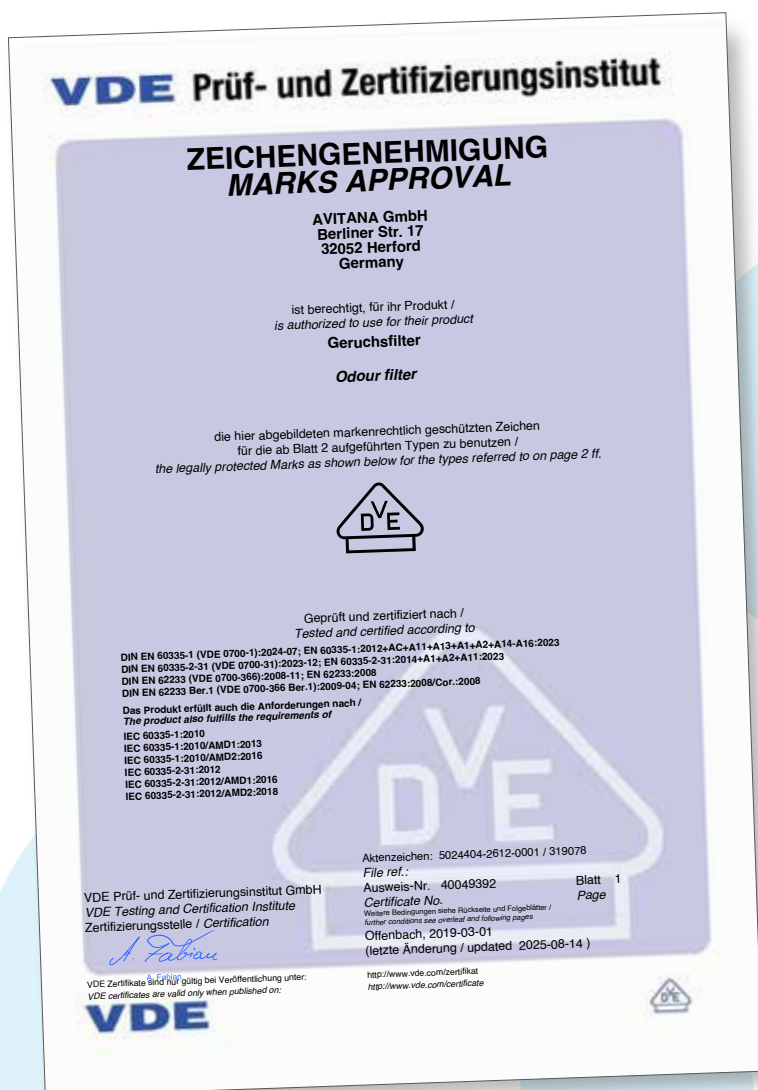 VDE Prüf- und Zertifizierungsinstitut
ZEICHENGENEHMIGUNG
MARKS APPROVAL
AVITANA GmbH
Berliner Str. 17
32052 Herford
Germany
ist berechtigt, für ihr Produkt /
is authorized to use for their product
Geruchsfilter
Odour filter
die hier abgebildeten markenrechtlich geschützten Zeichen
für die ab Blatt 2 aufgeführten Typen zu benutzen /
the legally protected Marks as shown below for the types referred to on page 2 ff.
DVE
Geprüft und zertifiziert nach /
Tested and certified according to
DIN EN 60335-1 (VDE 0700-1):2024-07; EN 60335-1:2012+AC+A11+A13+A1+A2+A14-A16:2023
DIN EN 60335-2-31 (VDE 0700-31):2023-12; EN 60335-2-31:2014+A1+A2+A11:2023
DIN EN 62233 (VDE 0700-366):2008-11; EN 62233:2008
DIN EN 62233 Ber.1 (VDE 0700-366 Ber.1):2009-04; EN 62233:2008/Cor.:2008
Das Produkt erfüllt auch die Anforderungen nach /
The product also fulfills the requirements of
IEC 60335-1:2010
IEC 60335-1:2010/AMD1:2013
IEC 60335-1:2010/AMD2:2016
IEC 60335-2-31:2012
IEC 60335-2-31:2012/AMD1:2016
IEC 60335-2-31:2012/AMD2:2018
DVE
VDE Prüf- und Zertifizierungsinstitut GmbH
VDE Testing and Certification Institute
Zertifizierungsstelle / Certification
A. Fabian
A. Fabian
Aktenzeichen: 5024404-2612-0001 / 319078
File ref.:
Ausweis-Nr. 40049392 Blatt 1
Certificate No. Page
Weitere Bedingungen siehe Rückseite und Folgeblätter /
further conditions see overleaf and following pages
Offenbach, 2019-03-01
(letzte Änderung / updated 2025-08-14 )
VDE Zertifikate sind nur gültig bei Veröffentlichung unter:
VDE certificates are valid only when published on:
http://www.vde.com/zertifikat
http://www.vde.com/certificate
VDE
DVE